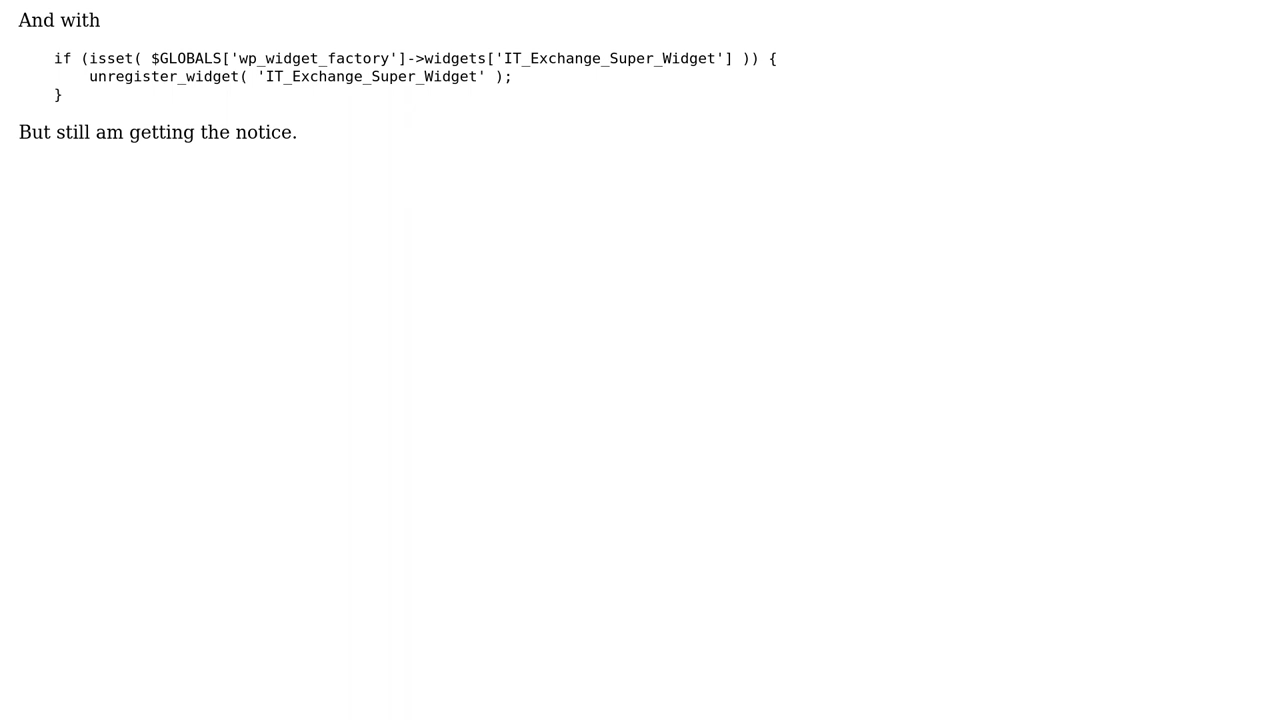 And with
if (isset( $GLOBALS['wp_widget_factory']->widgets['IT_Exchange_Super_Widget'] )) {
    unregister_widget( 'IT_Exchange_Super_Widget' );
}
But still am getting the notice.